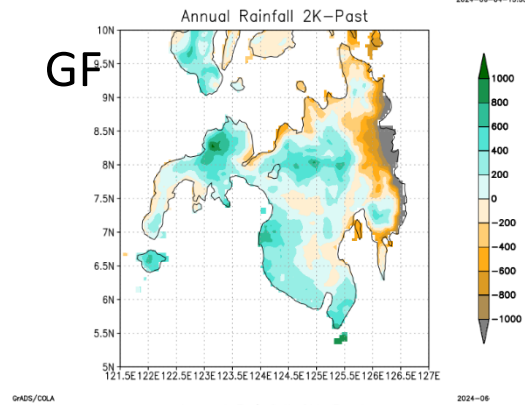 Annual Rainfall 2K-Past
GF
10N
9.5N
9N
8.5N
8N
7.5N
7N
6.5N
6N
5.5N
5N
121.5E 122E 122.5E 123E 123.5E 124E 124.5E 125E 125.5E 126E 126.5E 127E
1000
800
600
400
200
0
-200
-400
-600
-800
-1000
GrADS/COLA
2024-06